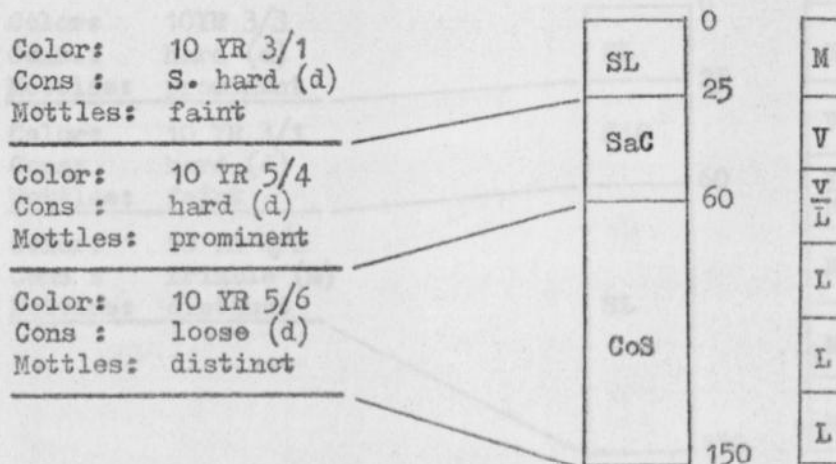 Color: 10 YR 3/1
Cons : S. hard (d)
Mottles: faint
Color: 10 YR 5/4
Cons : hard (d)
Mottles: prominent
Color: 10 YR 5/6
Cons : loose (d)
Mottles: distinct
0
SL
25
SaC
60
CoS
150
M
V
V
L
L
L
L